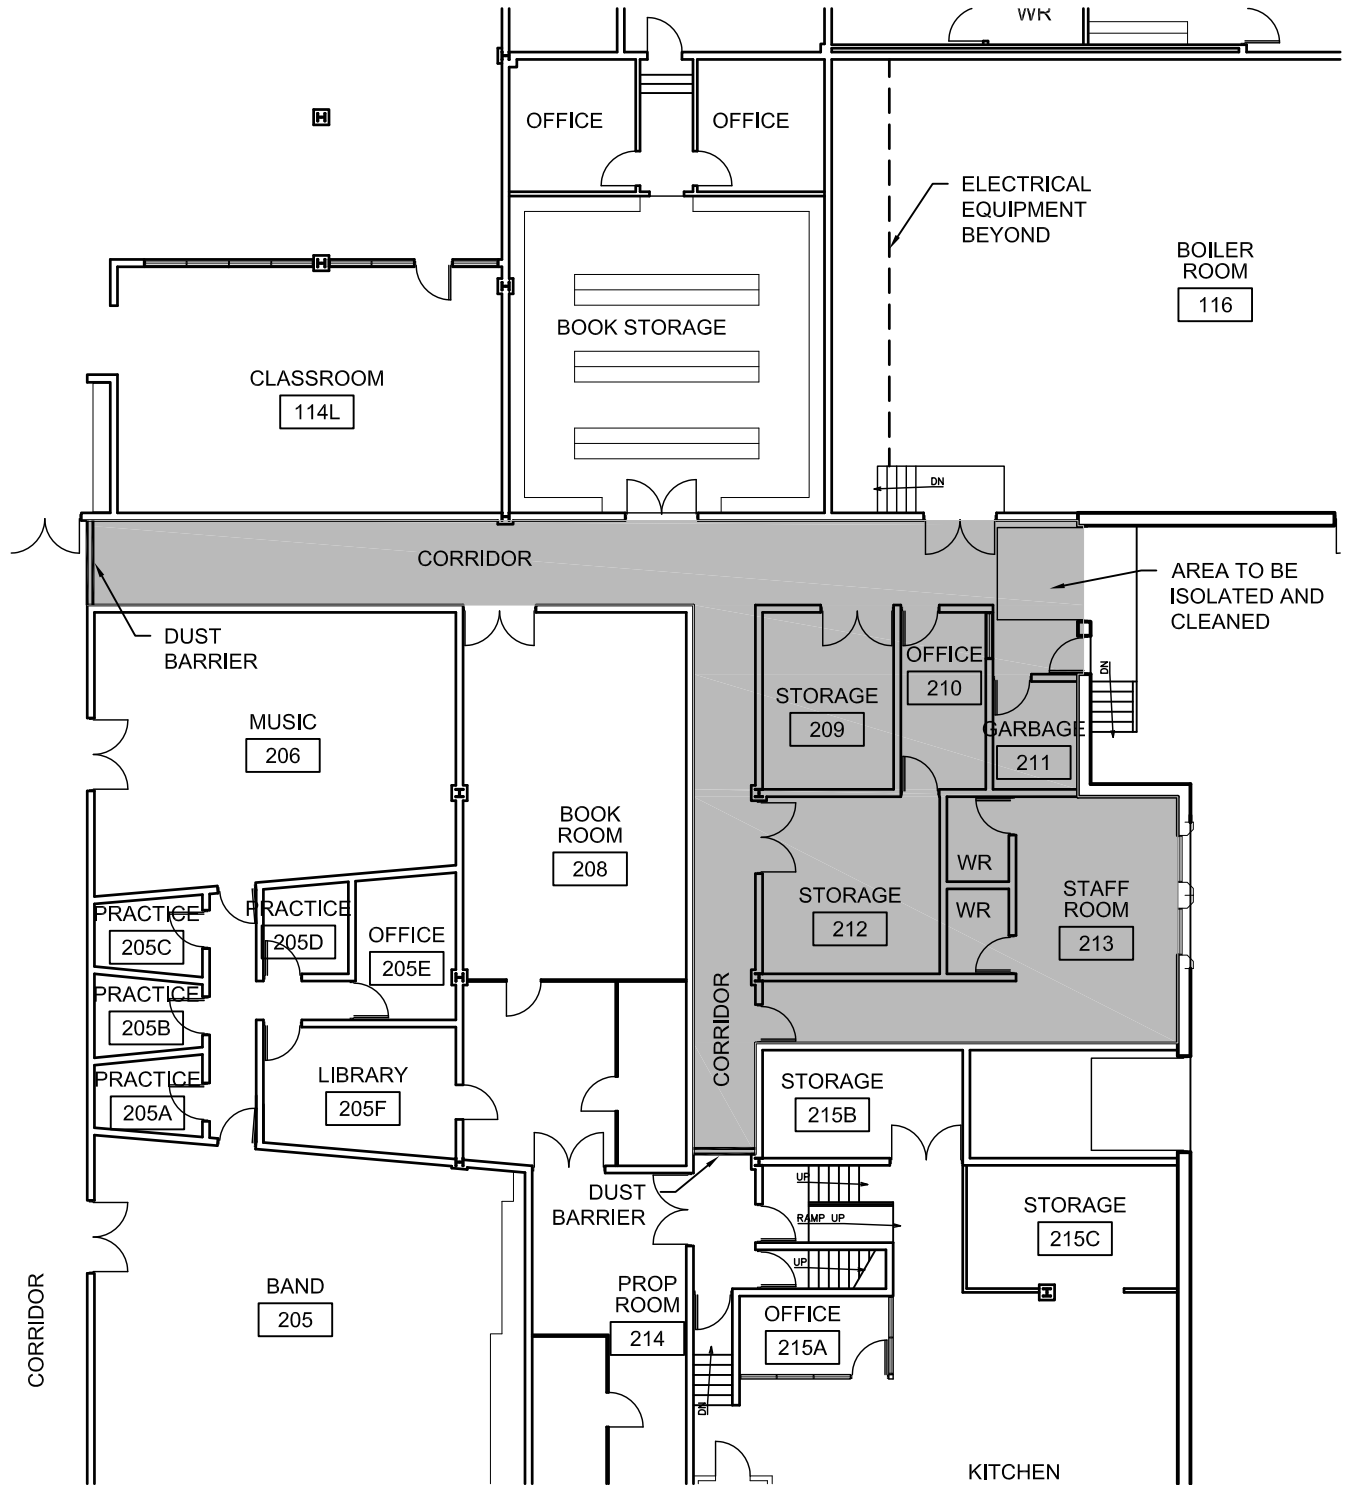 WR
OFFICE
OFFICE
ELECTRICAL
EQUIPMENT
BEYOND
BOILER
ROOM
116
BOOK STORAGE
CLASSROOM
114L
DN
CORRIDOR
AREA TO BE
ISOLATED AND
CLEANED
DUST
BARRIER
OFFICE
210
DN
STORAGE
209
MUSIC
206
GARBAGE
211
BOOK
ROOM
208
WR
STORAGE
212
WR
STAFF
ROOM
213
PRACTICE
205C
PRACTICE
205D
OFFICE
205E
PRACTICE
205B
CORRIDOR
PRACTICE
205A
LIBRARY
205F
STORAGE
215B
DUST
BARRIER
UP
RAMP UP
UP
STORAGE
215C
CORRIDOR
BAND
205
PROP
ROOM
214
OFFICE
215A
DN
KITCHEN